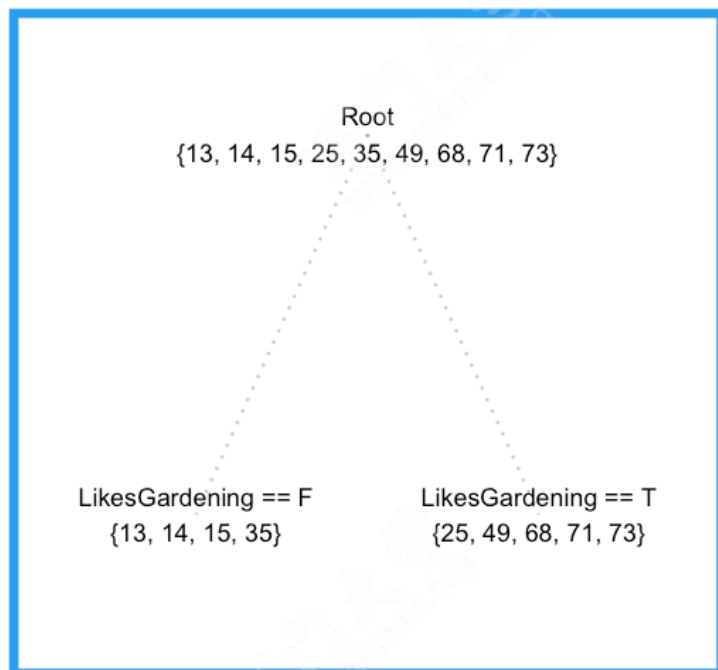 Root
{13, 14, 15, 25, 35, 49, 68, 71, 73}
LikesGardening == F
LikesGardening == T
{13, 14, 15, 35}
{25, 49, 68, 71, 73}